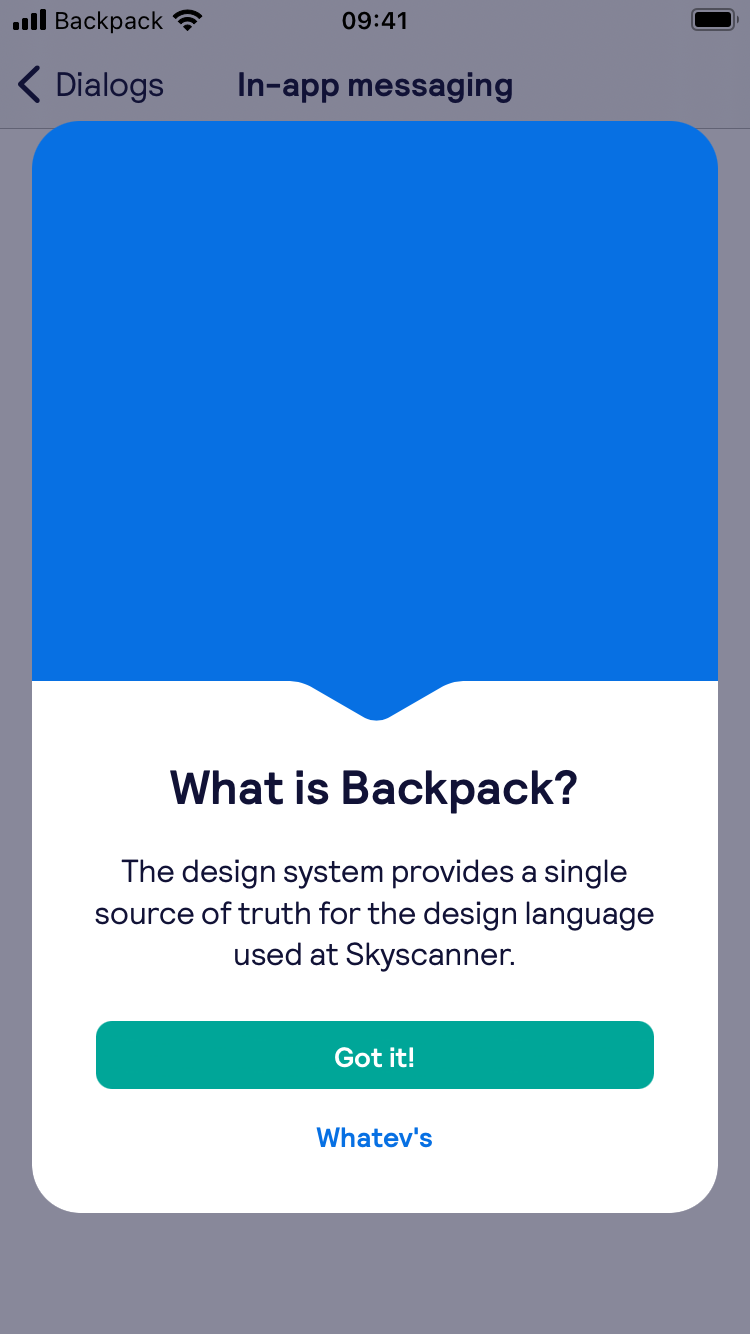 Backpack 09:41
Dialogs In-app messaging
What is Backpack?
The design system provides a single
source of truth for the design language
used at Skyscanner.
Got it!
Whatev's